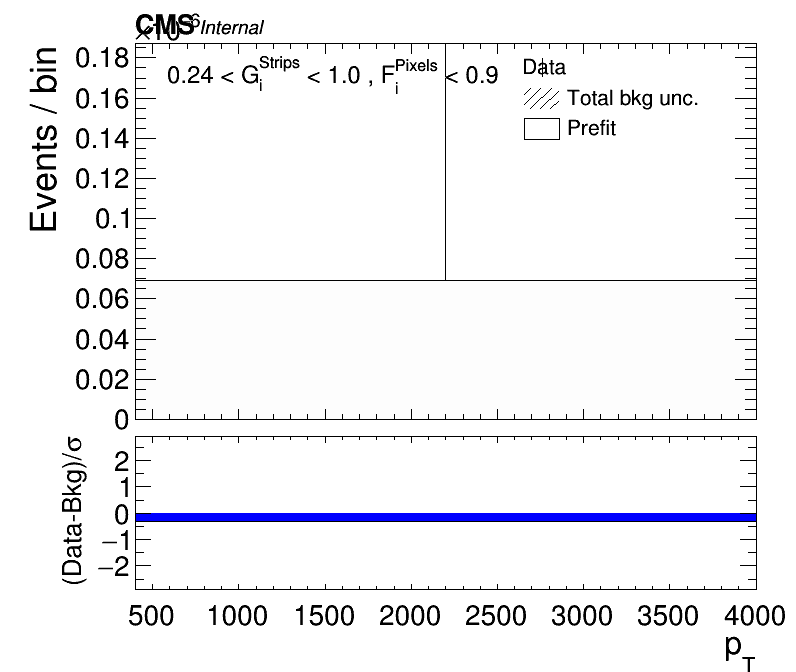 CMS Internal
×10⁻⁶
Events / bin
0.18
0.16
0.14
0.12
0.1
0.08
0.06
0.04
0.02
0
0.24 < G_i^Strips < 1.0 , F_i^Pixels < 0.9
Data
Total bkg unc.
Prefit
(Data-Bkg)/σ
2
1
0
−1
−2
500 1000 1500 2000 2500 3000 3500 4000
p_T